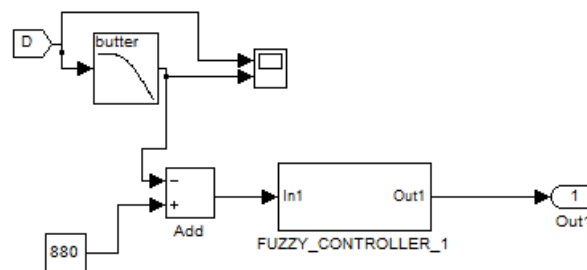 D
butter
−
+
Add
880
In1
Out1
FUZZY_CONTROLLER_1
1
Out1